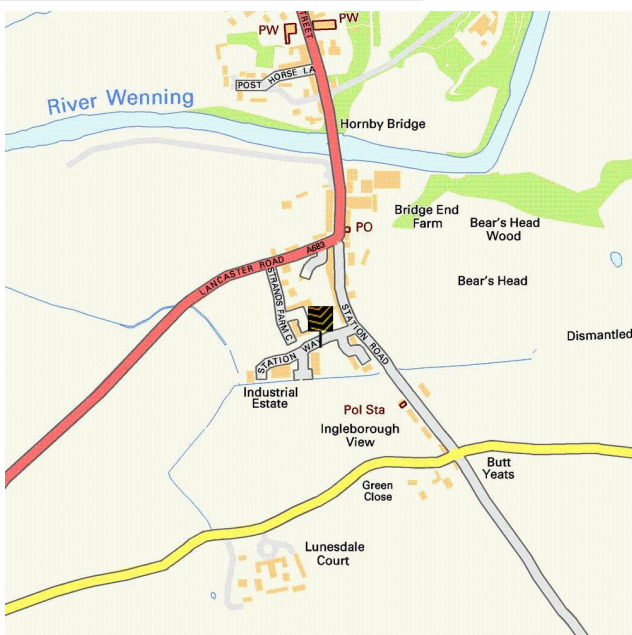 STREET
PW
PW
POST HORSE LA
River Wenning
Hornby Bridge
Bridge End
Farm
Bear's Head
Wood
PO
A683
LANCASTER ROAD
Bear's Head
STRANDS FARM C
STATION ROAD
Dismantled
STATION WAY
Industrial
Estate
Pol Sta
Ingleborough
View
Butt
Yeats
Green
Close
Lunesdale
Court